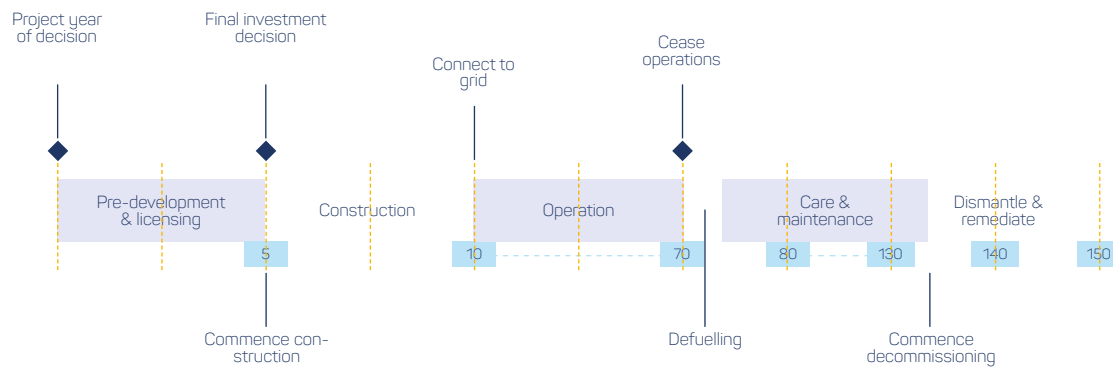 Project year
of decision
Final investment
decision
Connect to
grid
Cease
operations
Pre-development
& licensing
Construction
Operation
Care &
maintenance
Dismantle &
remediate
5
10
70
80
130
140
150
Commence con-
struction
Defuelling
Commence
decommissioning